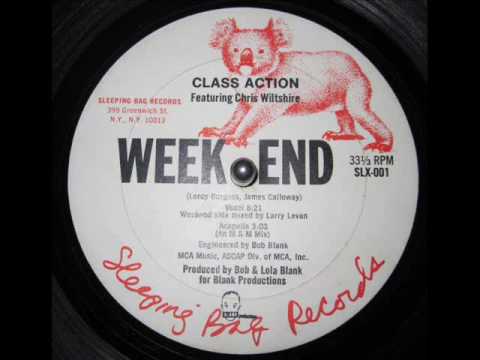 CLASS ACTION
Featuring Chris Wiltshire
SLEEPING BAG RECORDS
399 Greenwich St.
N.Y., N.Y. 10013
WEEK END
33⅓ RPM
SLX-001
(Leroy Burgess, James Calloway)
Vocal 8:21
Weekend side mixed by Larry Levan
Acapella 3:03
(An M & M Mix)
Engineered by Bob Blank
MCA Music, ASCAP Div. of MCA, Inc.
Produced by Bob & Lola Blank
for Blank Productions
Sleeping Bag Records